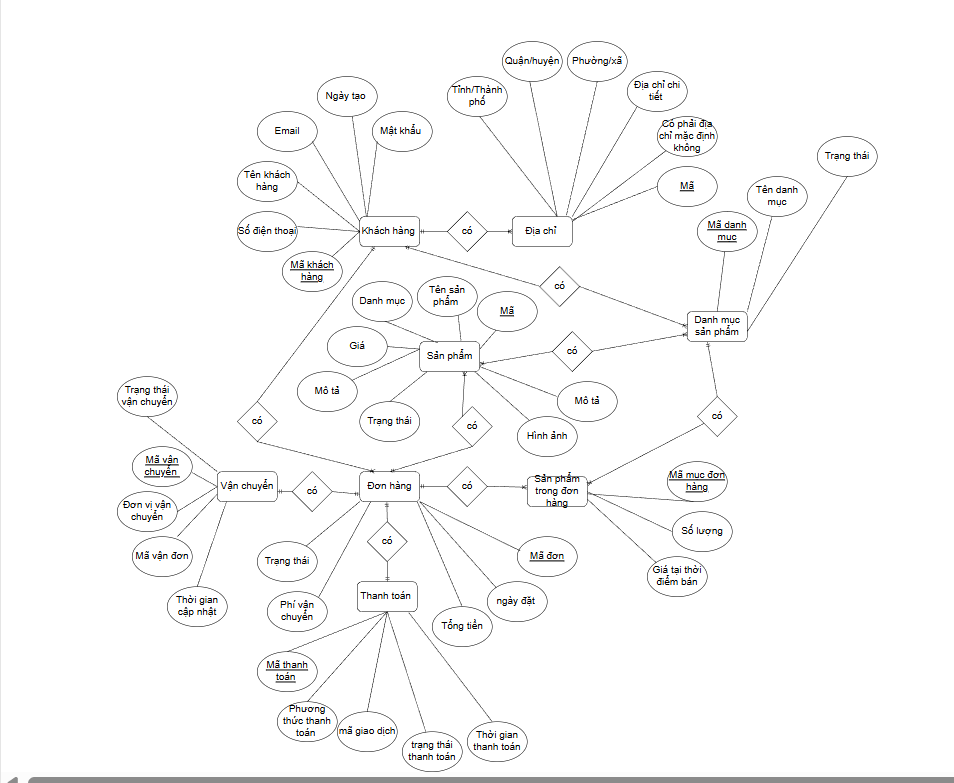 Quận/huyện
Phường/xã
Tỉnh/Thành
phố
Địa chỉ chi
tiết
Ngày tạo
Email
Mật khẩu
Có phải địa
chỉ mặc định
không
Trạng thái
Tên khách
hàng
Mã
Tên danh
mục
Số điện thoại
Khách hàng
có
Địa chỉ
Mã danh
mục
Mã khách
hàng
có
Danh mục
Tên sản
phẩm
Mã
Danh mục
sản phẩm
Giá
Sản phẩm
có
Mô tả
Mô tả
Trạng thái
vận chuyển
có
Trạng thái
có
Hình ảnh
có
Mã vận
chuyển
Vận chuyển
có
Đơn hàng
có
Sản phẩm
trong đơn
hàng
Mã mục đơn
hàng
Đơn vị vận
chuyển
Số lượng
Mã vận đơn
Trạng thái
có
Mã đơn
Giá tại thời
điểm bán
Thời gian
cập nhật
Phí vận
chuyển
Thanh toán
ngày đặt
Tổng tiền
Mã thanh
toán
Phương
thức thanh
toán
mã giao dịch
trạng thái
thanh toán
Thời gian
thanh toán